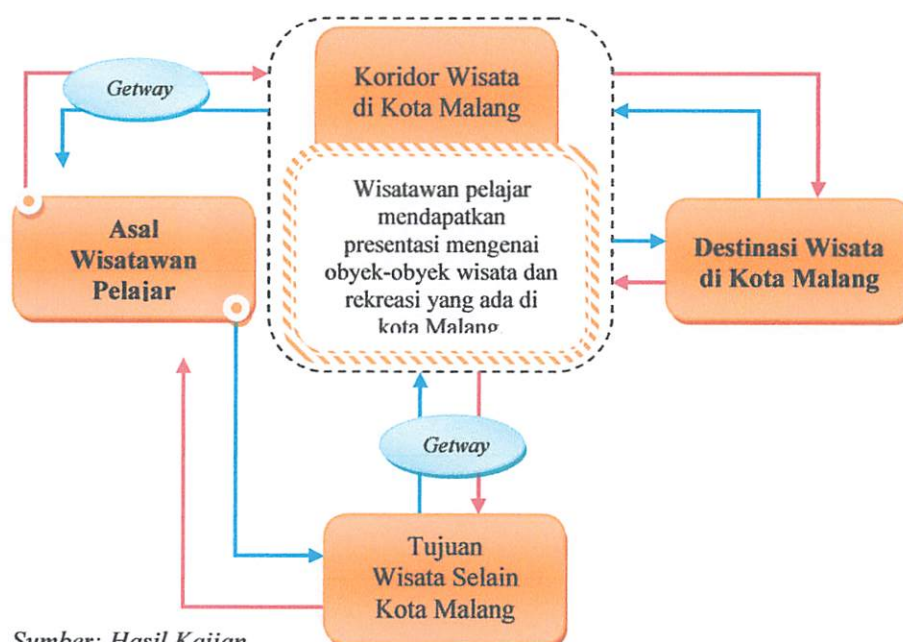 Getway
Koridor Wisata
di Kota Malang
Wisatawan pelajar
mendapatkan
presentasi mengenai
obyek-obyek wisata dan
rekreasi yang ada di
kota Malang.
Asal
Wisatawan
Pelajar
Destinasi Wisata
di Kota Malang
Getway
Tujuan
Wisata Selain
Kota Malang
Sumber: Hasil Kajian